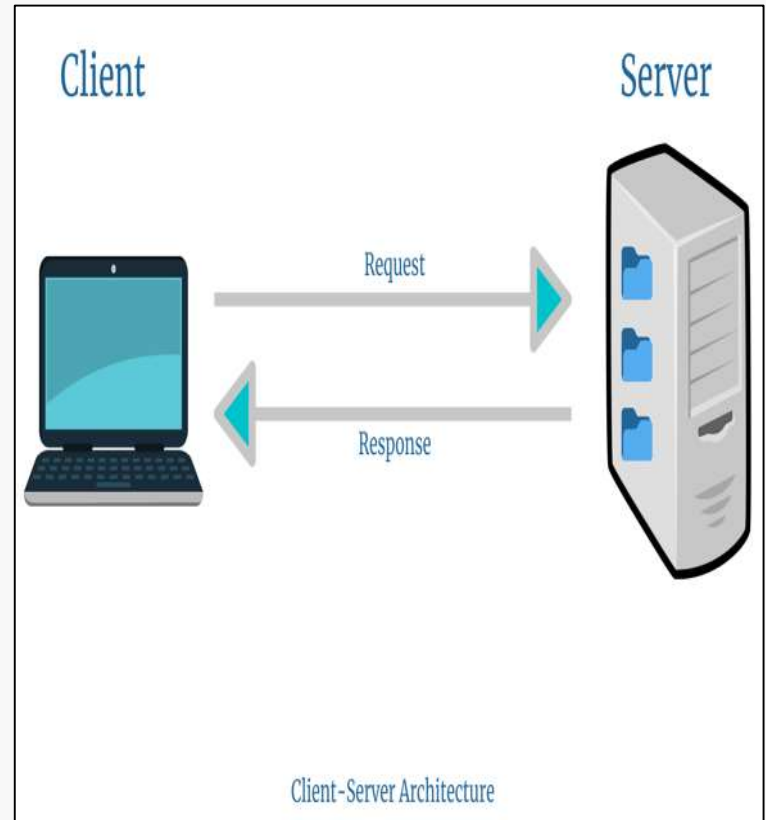 Client
Server
Request
Response
Client-Server Architecture